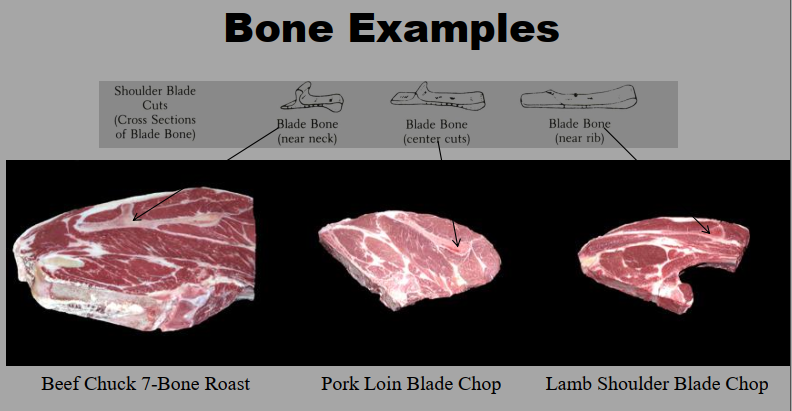 Bone Examples
Shoulder Blade
Cuts
(Cross Sections
of Blade Bone)
Blade Bone
(near neck)
Blade Bone
(center cuts)
Blade Bone
(near rib)
Beef Chuck 7-Bone Roast
Pork Loin Blade Chop
Lamb Shoulder Blade Chop